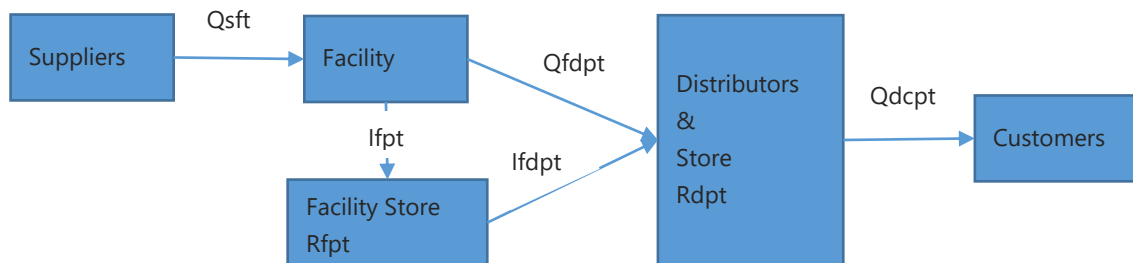 Qsft
Suppliers
Facility
Qfdpt
Ifpt
Ifdpt
Facility Store
Rfpt
Distributors
&
Store
Rdpt
Qdcpt
Customers